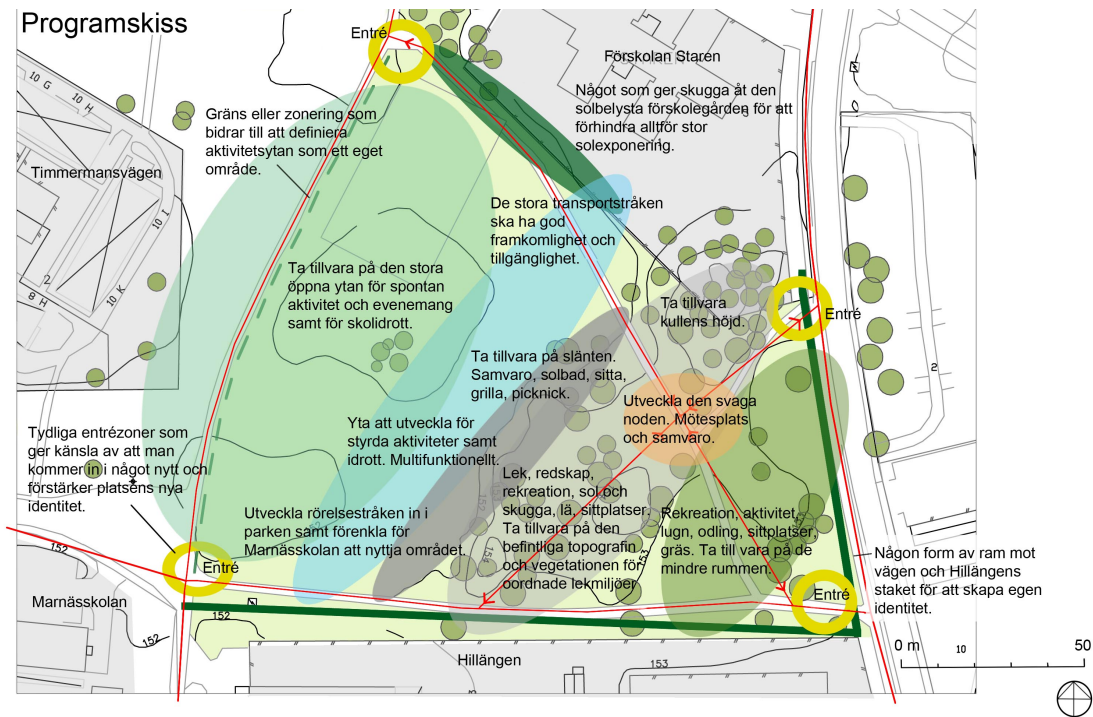 Programskiss
Entré
Förskolan Staren
Något som ger skugga åt den
solbelysta förskolegården för att
förhindra alltför stor
solexponering.
Gräns eller zonering som
bidrar till att definiera
aktivitetsytan som ett eget
område.
10 G
10 H
10 I
10 K
8 H
2
Timmermansvägen
De stora transportstråken
ska ha god
framkomlighet och
tillgänglighet.
Ta tillvara på den stora
öppna ytan för spontan
aktivitet och evenemang
samt för skolidrott.
Ta tillvara
kullens höjd.
Entré
Ta tillvara på slänten.
Samvaro, solbad, sitta,
grilla, picknick.
2
Utveckla den svaga
noden. Mötesplats
och samvaro.
Yta att utveckla för
styrda aktiviteter samt
idrott. Multifunktionellt.
Tydliga entrézoner som
ger känsla av att man
kommer in i något nytt och
förstärker platsens nya
identitet.
Lek, redskap,
rekreation, sol och
skugga, lä, sittplatser.
Ta tillvara på den
befintliga topografin
och vegetationen för
oordnade lekmiljöer
152
154
153
Utveckla rörelsestråken in i
parken samt förenkla för
Marnässkolan att nyttja området.
152
Rekreation, aktivitet,
lugn, odling, sittplatser,
gräs. Ta till vara på de
mindre rummen
Någon form av ram mot
vägen och Hillängens
staket för att skapa egen
identitet.
152
Entré
Entré
Marnässkolan
152
152
Hillängen
153
0 m
10
50